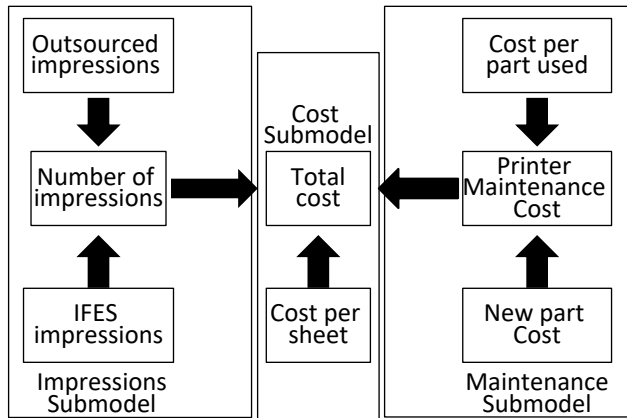 Outsourced
impressions
Number of
impressions
IFES
impressions
Impressions
Submodel
Cost
Submodel
Total
cost
Cost per
sheet
Cost per
part used
Printer
Maintenance
Cost
New part
Cost
Maintenance
Submodel